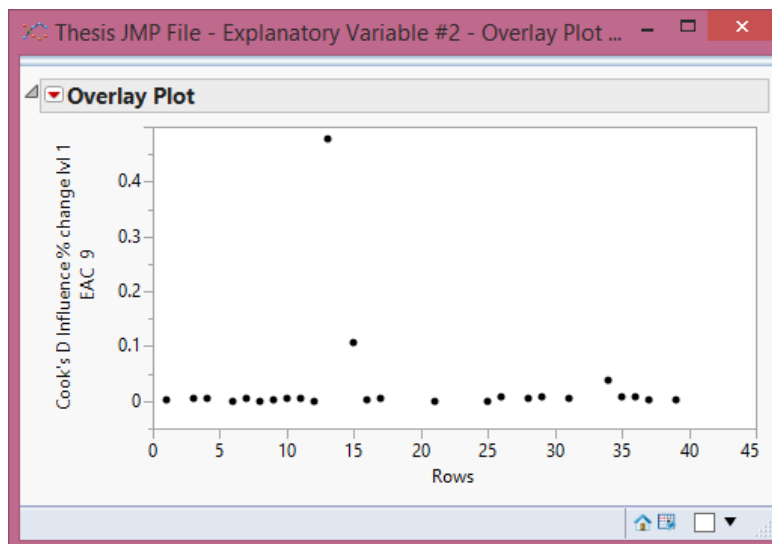 Thesis JMP File - Explanatory Variable #2 - Overlay Plot ...
Overlay Plot
Cook's D Influence % change lvl 1
EAC 9
0.4
0.3
0.2
0.1
0
0 5 10 15 20 25 30 35 40 45
Rows